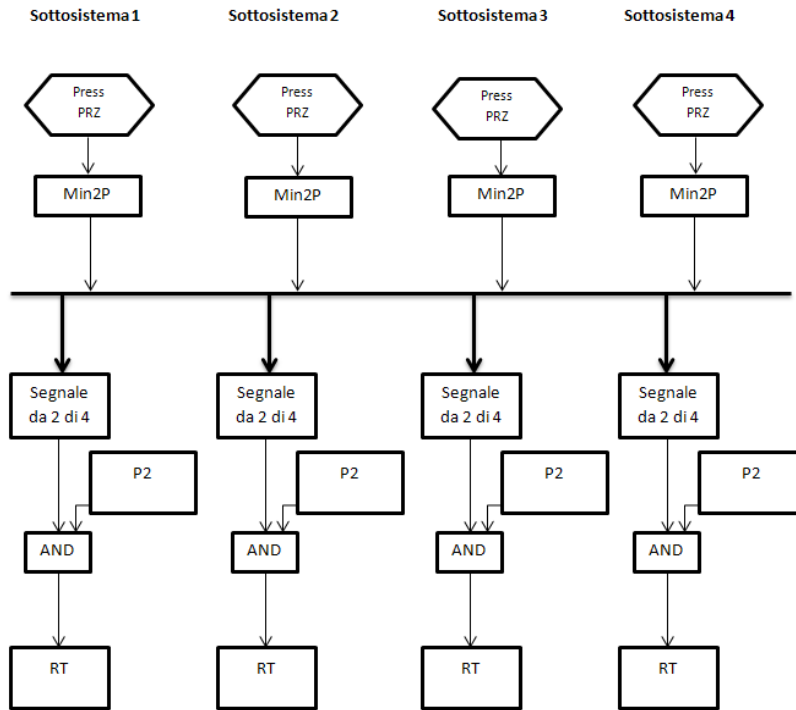 Sottosistema 1 Sottosistema 2 Sottosistema 3 Sottosistema 4
Press Press Press Press
PRZ PRZ PRZ PRZ
Min2P Min2P Min2P Min2P
Segnale Segnale Segnale Segnale
da 2 di 4 da 2 di 4 da 2 di 4 da 2 di 4
P2 P2 P2 P2
AND AND AND AND
RT RT RT RT